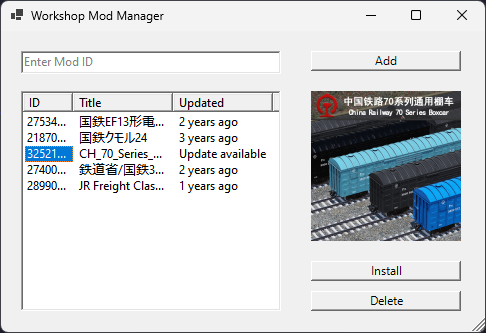 Workshop Mod Manager
Enter Mod ID
Add
ID Title Updated
27534... 国鉄EF13形電... 2 years ago
21870... 国鉄クモル24 3 years ago
32521... CH_70_Series_... Update available
27400... 鉄道省/国鉄3... 2 years ago
28990... JR Freight Clas... 1 years ago
中国铁路70系列通用棚车
China Railway 70 Series Boxcar
Install
Delete